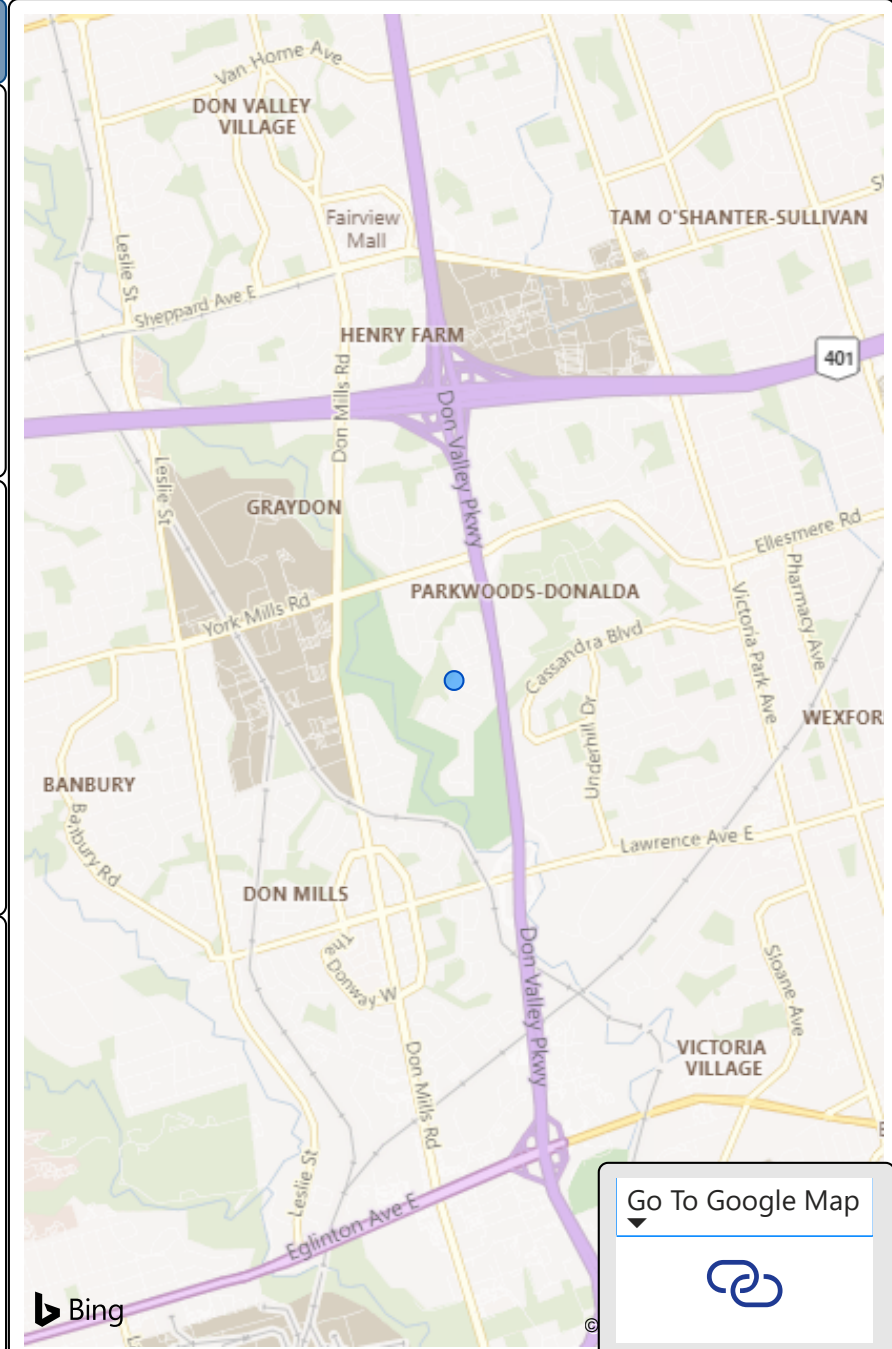 Van Horne Ave
DON VALLEY
VILLAGE
Fairview
Mall
TAM O'SHANTER-SULLIVAN
Leslie St
Sheppard Ave E
HENRY FARM
401
Don Mills Rd
Don Valley Pkwy
Leslie St
GRAYDON
Ellesmere Rd
PARKWOODS-DONALDA
York Mills Rd
Pharmacy Ave
Victoria Park Ave
Cassandra Blvd
Underhill Dr
WEXFOR
BANBURY
Banbury Rd
Lawrence Ave E
DON MILLS
The Donway W
Don Valley Pkwy
Sloane Ave
VICTORIA
VILLAGE
Don Mills Rd
Leslie St
Eglinton Ave E
Go To Google Map
Bing
©